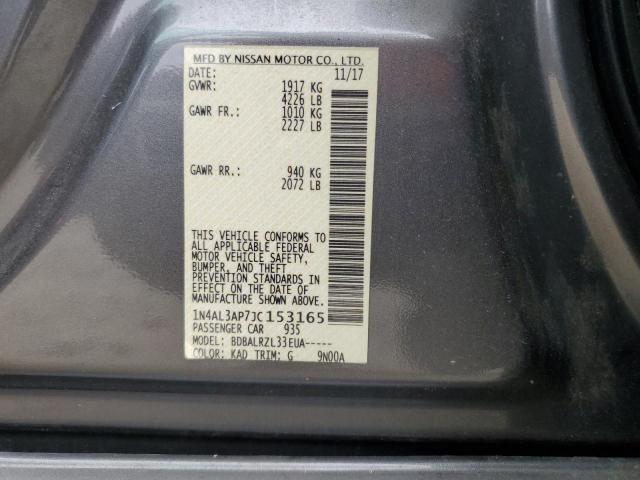 MFD BY NISSAN MOTOR CO., LTD.
DATE: 11/17
GVWR: 1917 KG
4226 LB
GAWR FR.: 1010 KG
2227 LB
GAWR RR.: 940 KG
2072 LB
THIS VEHICLE CONFORMS TO
ALL APPLICABLE FEDERAL
MOTOR VEHICLE SAFETY,
BUMPER, AND THEFT
PREVENTION STANDARDS IN
EFFECT ON THE DATE OF
MANUFACTURE SHOWN ABOVE.
1N4AL3AP7JC153165
PASSENGER CAR 935
MODEL: BDBALRZL33EUA-----
COLOR: KAD TRIM: G 9N00A